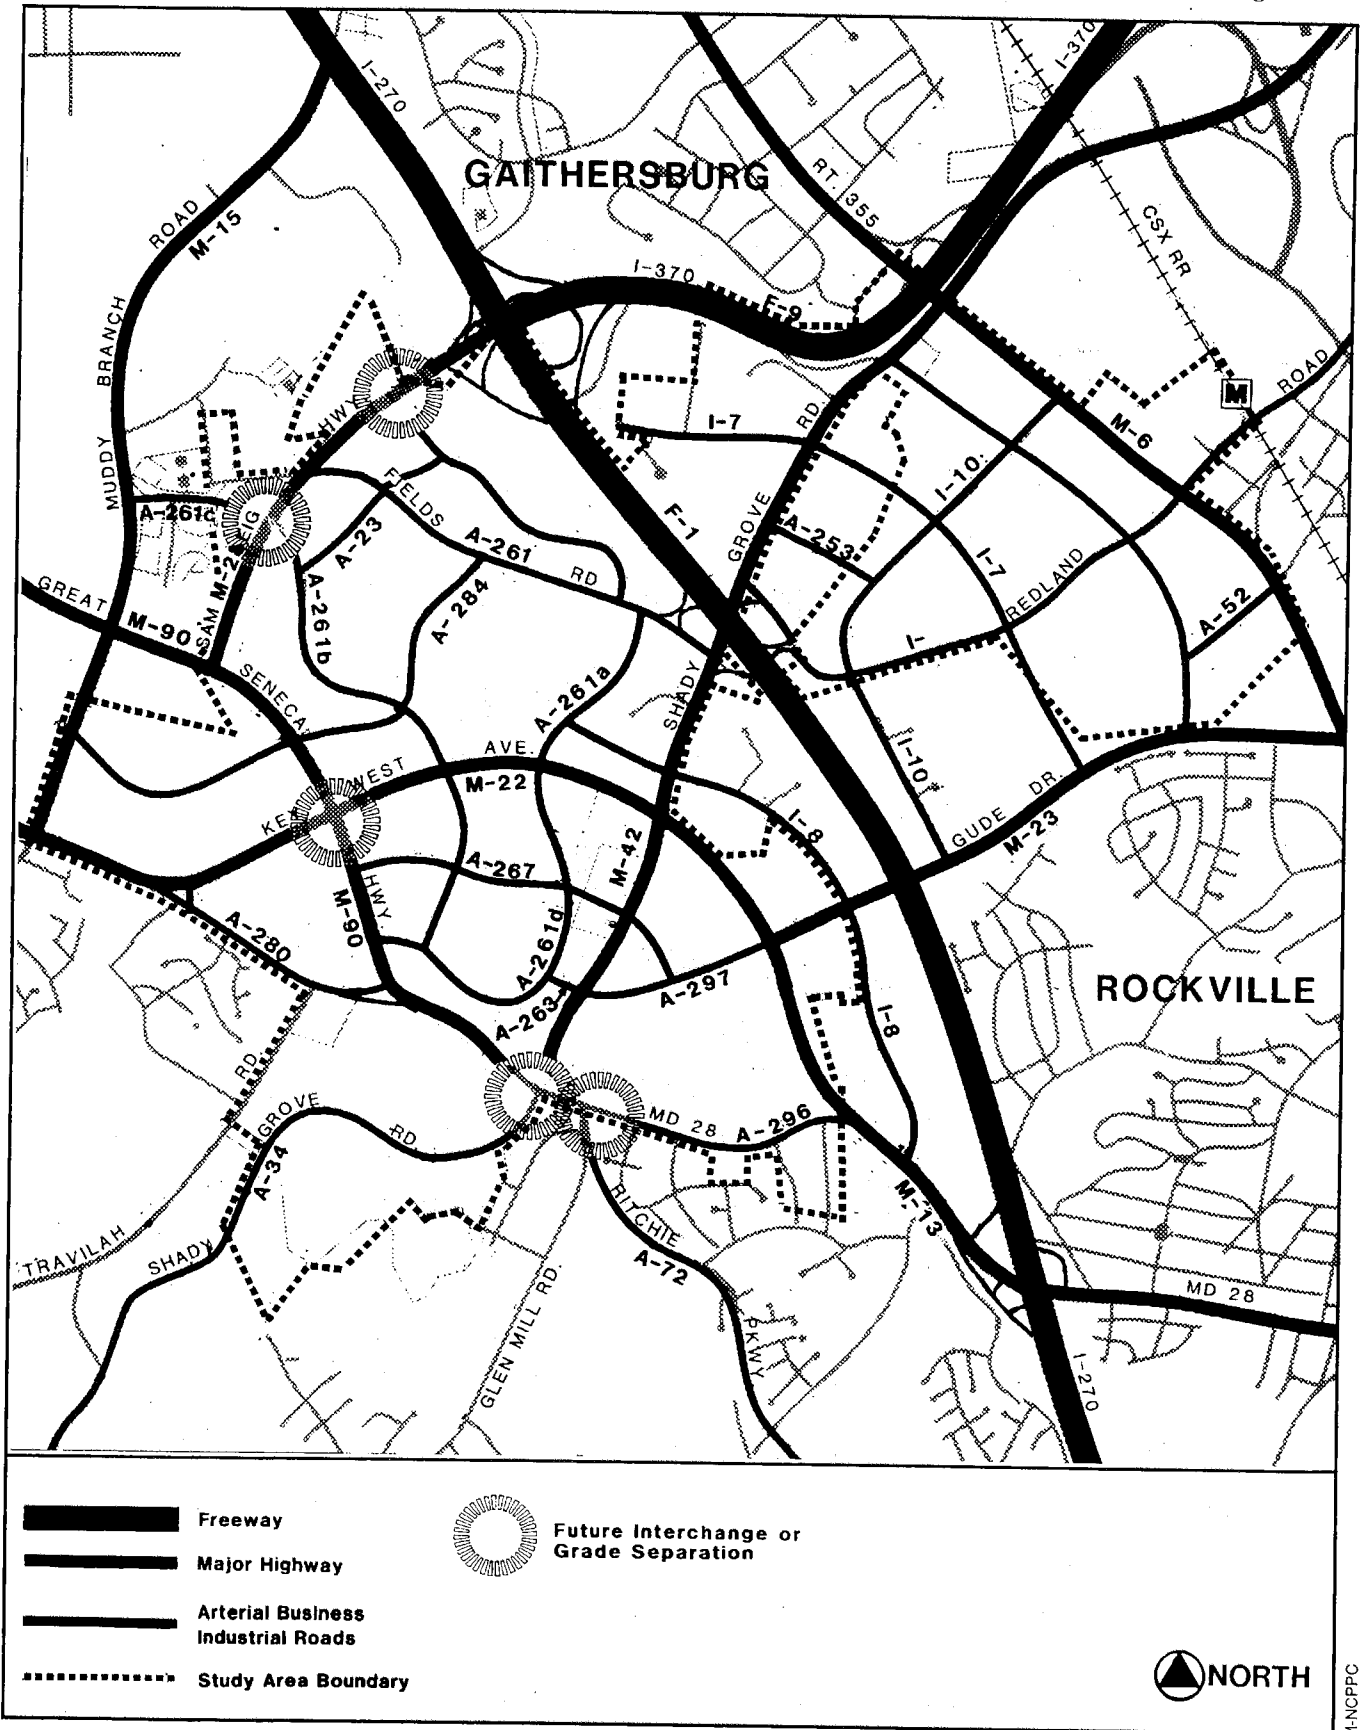 I-270
I-370
GAITHERSBURG
RT. 355
CSX RR
ROAD
M-15
I-370
F-9
BRANCH
MUDDY
HWY
RD.
I-7
M-6
M
ROAD
I-10
FIELDS
A-261c
EIG
A-23
GROVE
F-1
A-253
A-261
RD
I-7
REDLAND
GREAT
M-90
SAM
M-2
A-261b
A-284
A-52
I-
SENECA
A-261a
SHADY
AVE.
WEST
M-22
I-10
KEY
I-8
GUDE DR.
M-23
M-42
A-267
HWY
M-90
A-280
A-261d
A-263
A-297
ROCKVILLE
I-8
RD
GROVE
RD
MD 28
A-296
A-34
RITCHIE
M-13
TRAVILAH
SHADY
A-72
GLEN MILL RD.
PKWY
MD 28
I-270
Freeway
Major Highway
Arterial Business
Industrial Roads
Study Area Boundary
Future Interchange or
Grade Separation
NORTH
M-NCPPC